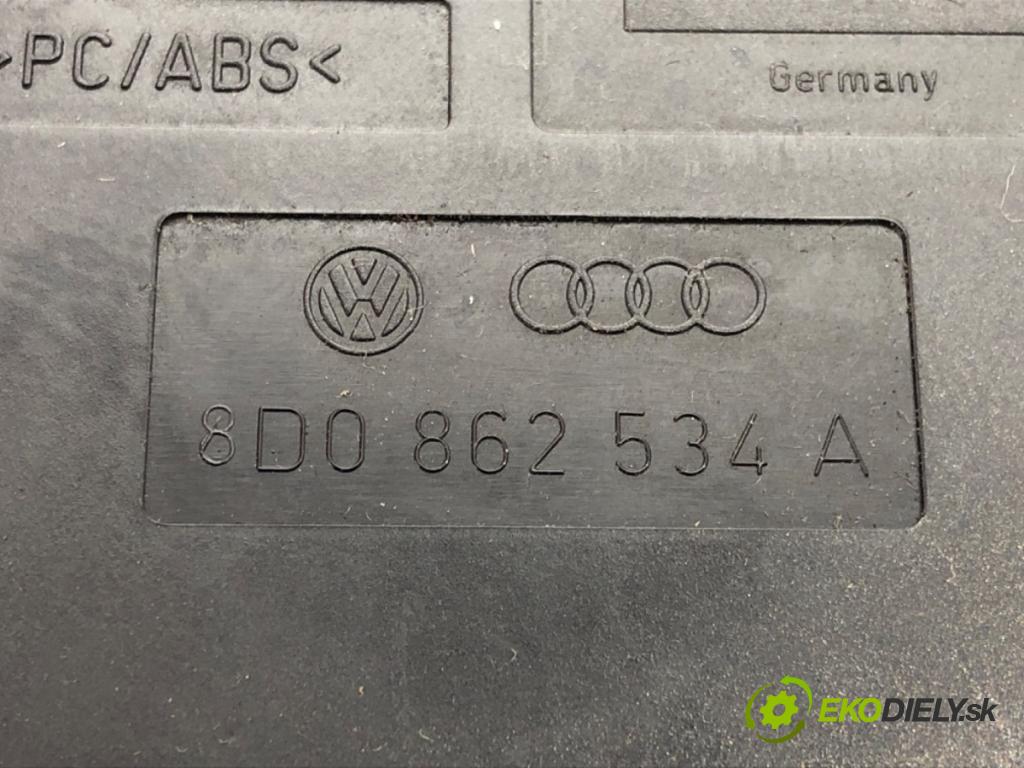 >PC/ABS<
Germany
8D0 862 534 A
EKODIELY.sk